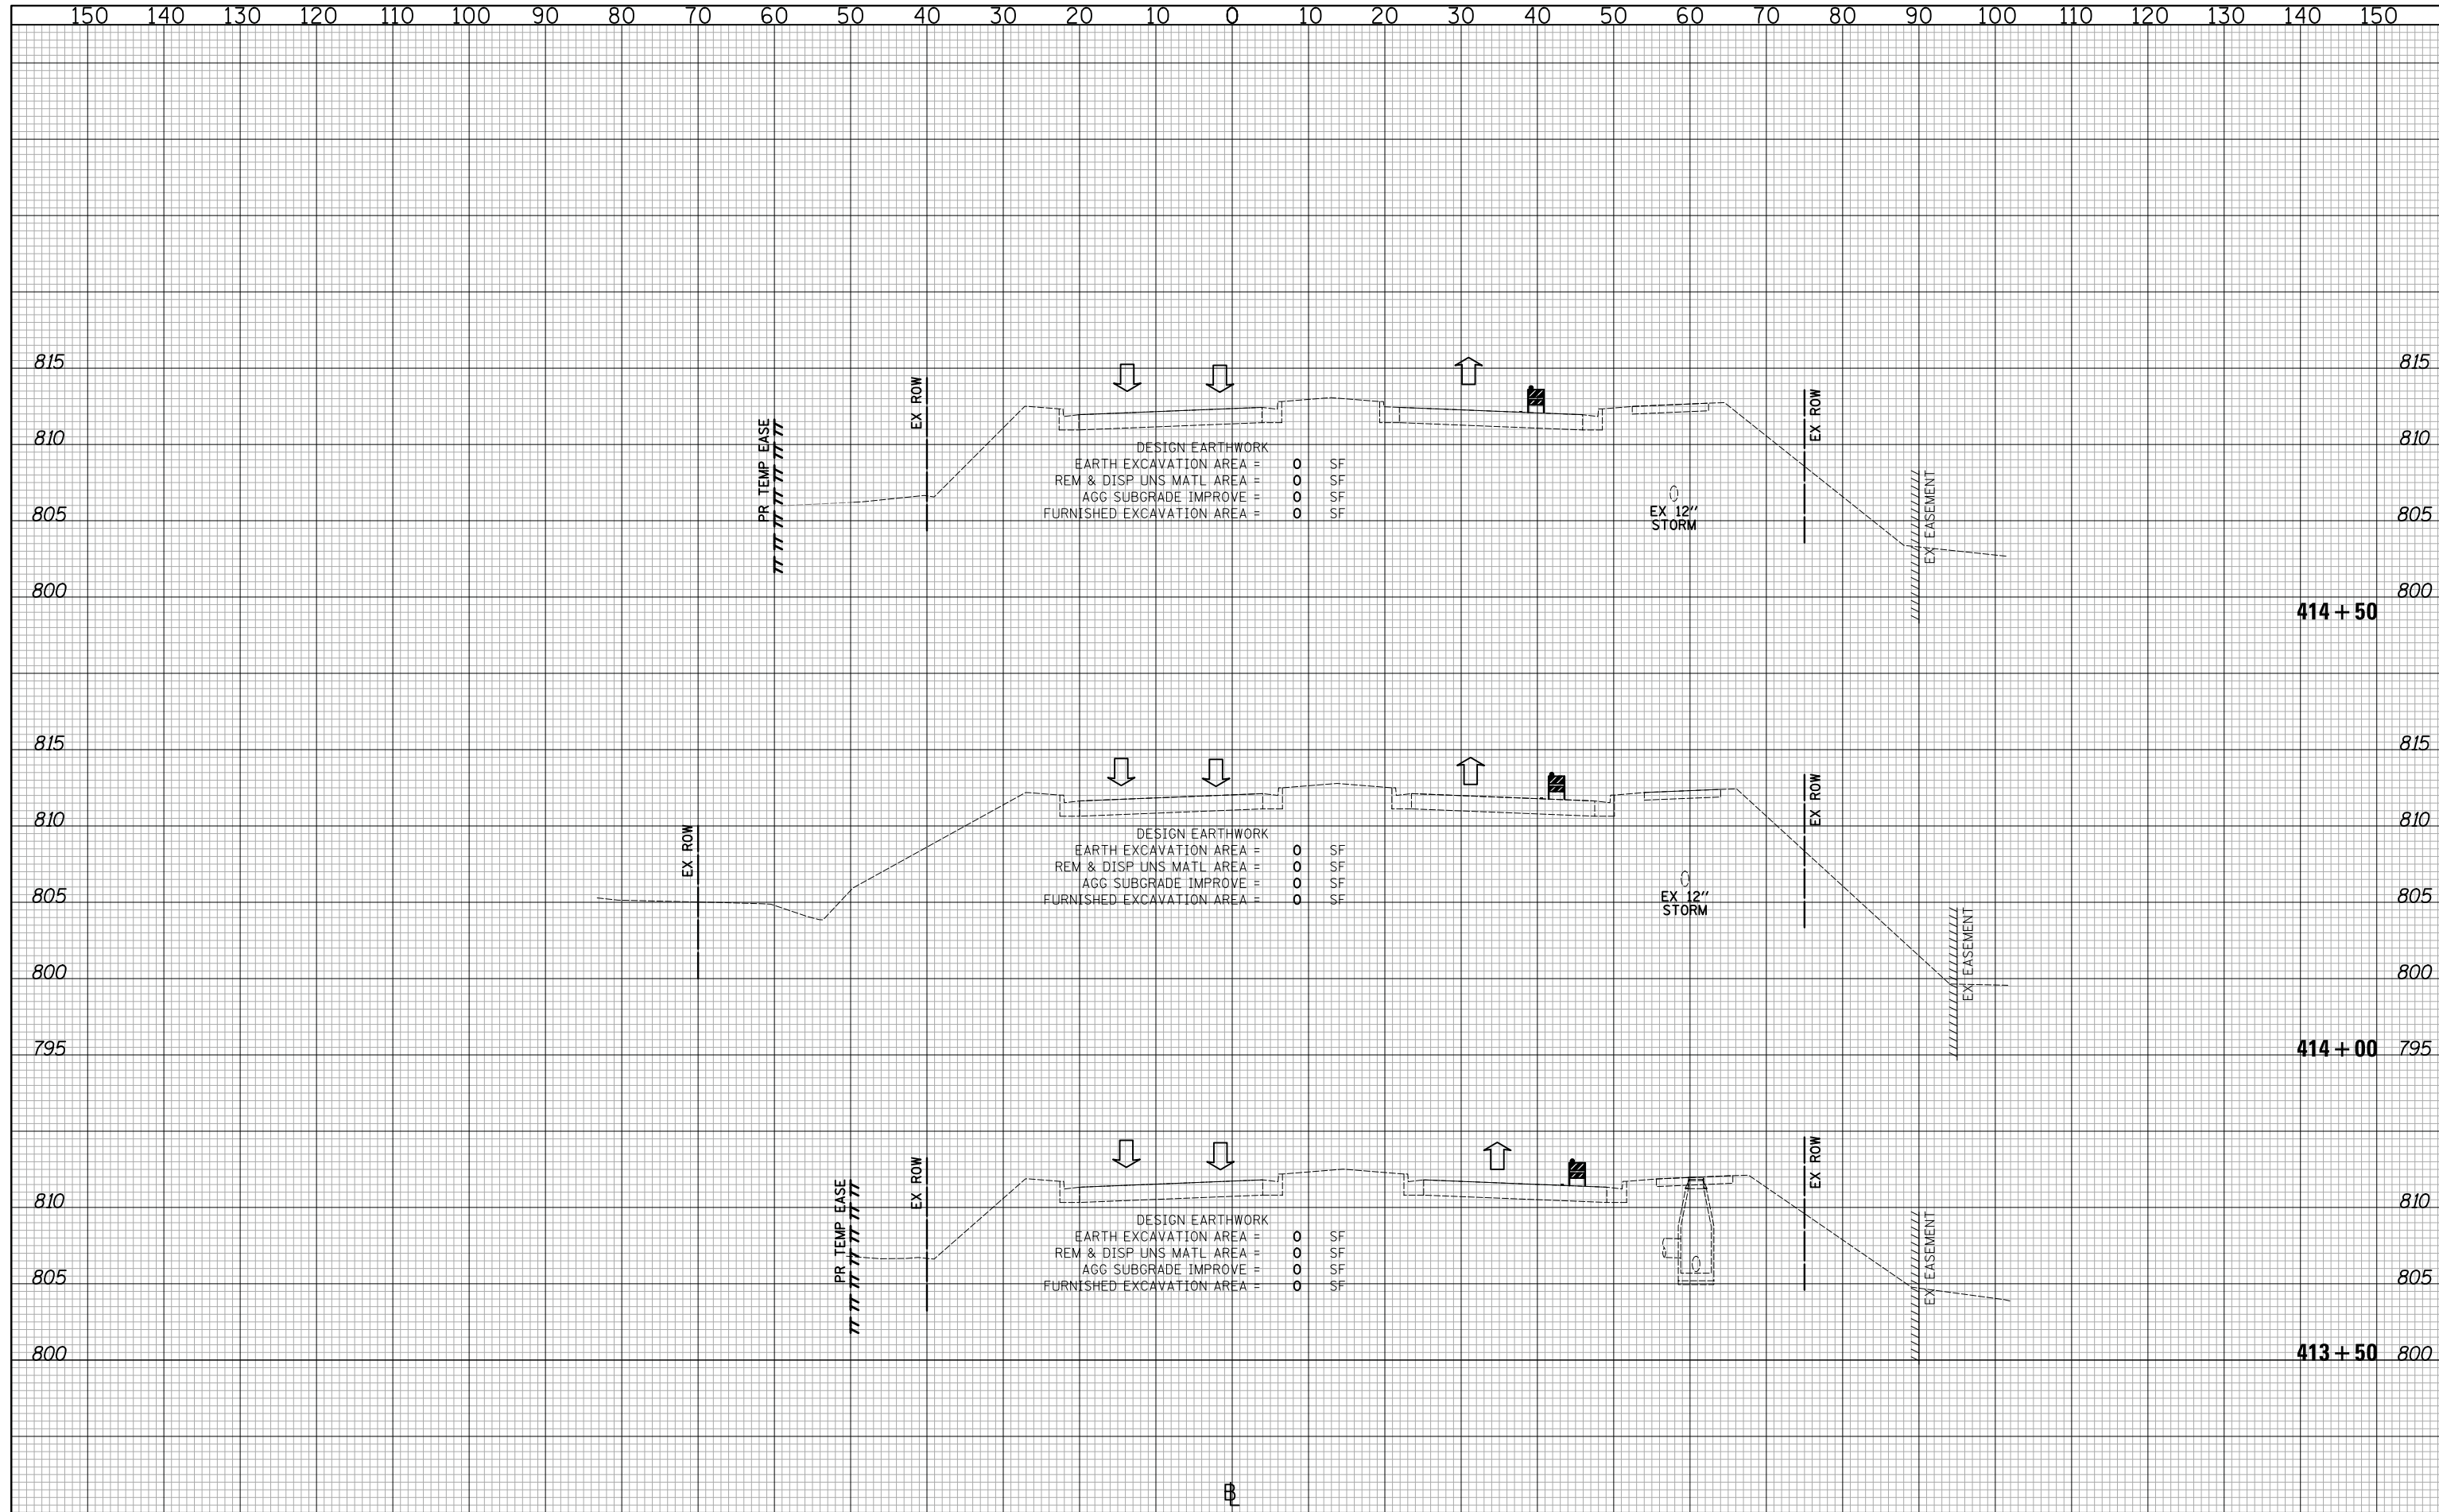 150 140 130 120 110 100 90 80 70 60 50 40 30 20 10 0 10 20 30 40 50 60 70 80 90 100 110 120 130 140 150
815 815
EX ROW
EX ROW
PR TEMP EASE
810 810
DESIGN EARTHWORK
EARTH EXCAVATION AREA = 0 SF
REM & DISP UNS MATL AREA = 0 SF
AGG SUBGRADE IMPROVE = 0 SF
FURNISHED EXCAVATION AREA = 0 SF
EX 12"
STORM
EX EASEMENT
805 805
800 800
414+50
815 815
EX ROW
810 810
EX ROW
DESIGN EARTHWORK
EARTH EXCAVATION AREA = 0 SF
REM & DISP UNS MATL AREA = 0 SF
AGG SUBGRADE IMPROVE = 0 SF
FURNISHED EXCAVATION AREA = 0 SF
EX 12"
STORM
805 805
EX EASEMENT
800 800
795 414+00 795
EX ROW
EX ROW
PR TEMP EASE
810 810
DESIGN EARTHWORK
EARTH EXCAVATION AREA = 0 SF
REM & DISP UNS MATL AREA = 0 SF
AGG SUBGRADE IMPROVE = 0 SF
FURNISHED EXCAVATION AREA = 0 SF
EX EASEMENT
805 805
800 413+50 800
BL